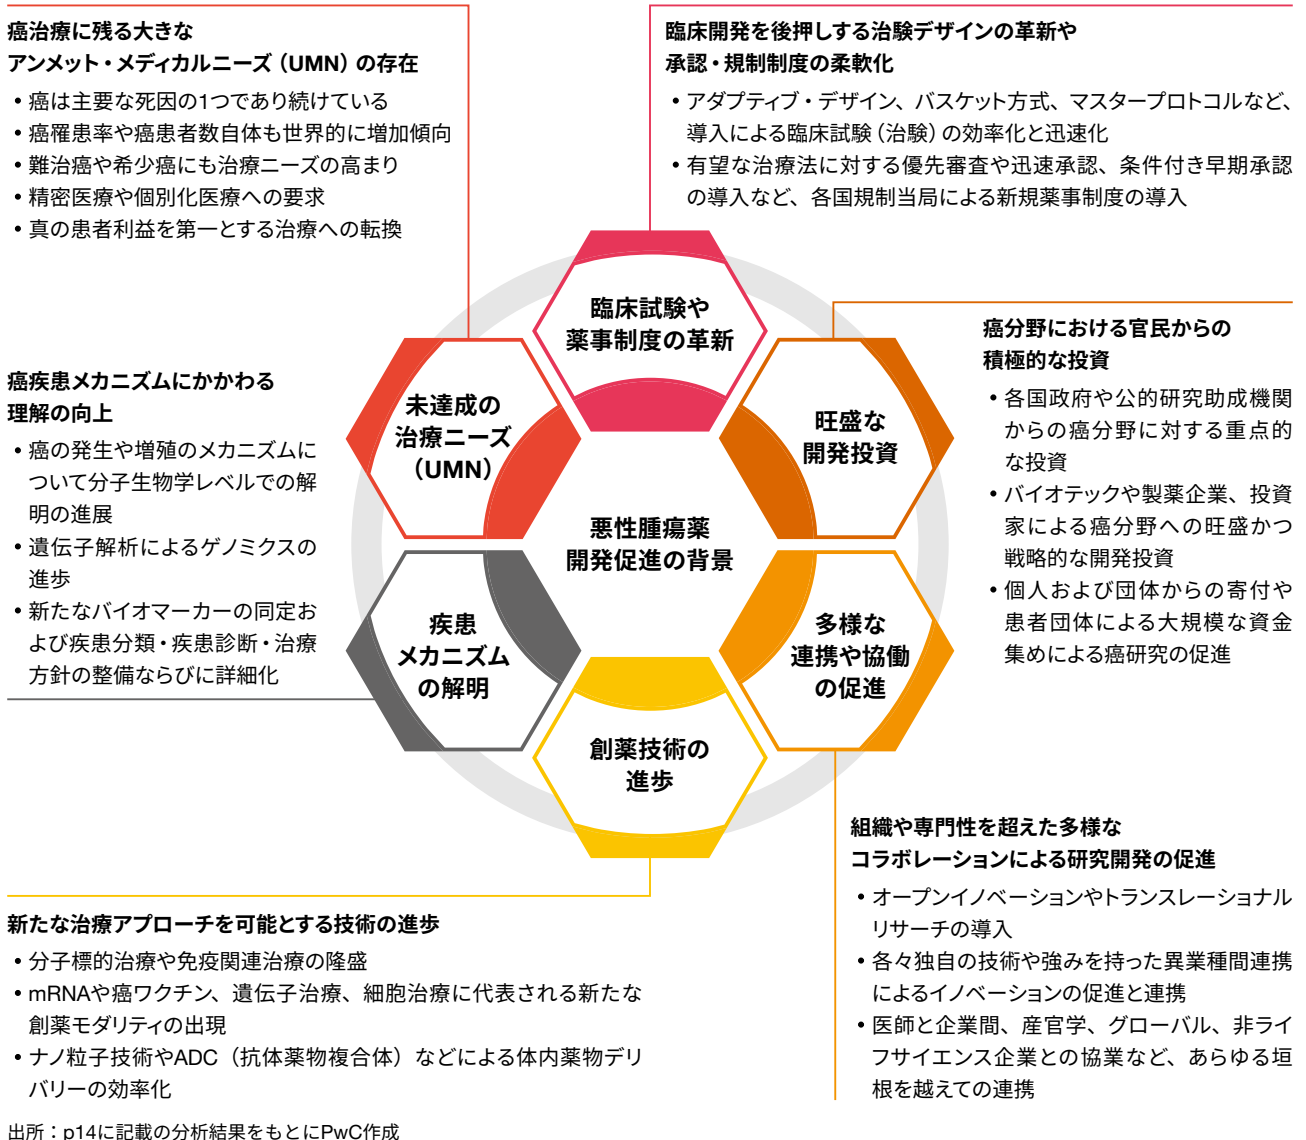 癌治療に残る大きな
アンメット・メディカルニーズ（UMN）の存在
• 癌は主要な死因の1つであり続けている
• 癌罹患率や癌患者数自体も世界的に増加傾向
• 難治癌や希少癌にも治療ニーズの高まり
• 精密医療や個別化医療への要求
• 真の患者利益を第一とする治療への転換
臨床開発を後押しする治験デザインの革新や
承認・規制制度の柔軟化
• アダプティブ・デザイン、バスケット方式、マスタープロトコルなど、
導入による臨床試験（治験）の効率化と迅速化
• 有望な治療法に対する優先審査や迅速承認、条件付き早期承認
の導入など、各国規制当局による新規薬事制度の導入
癌疾患メカニズムにかかわる
理解の向上
• 癌の発生や増殖のメカニズムに
ついて分子生物学レベルでの解
明の進展
• 遺伝子解析によるゲノミクスの
進歩
• 新たなバイオマーカーの同定お
よび疾患分類・疾患診断・治療
方針の整備ならびに詳細化
臨床試験や
薬事制度の革新
未達成の
治療ニーズ
（UMN）
旺盛な
開発投資
悪性腫瘍薬
開発促進の背景
疾患
メカニズム
の解明
多様な
連携や協働
の促進
創薬技術の
進歩
癌分野における官民からの
積極的な投資
• 各国政府や公的研究助成機関
からの癌分野に対する重点的
な投資
• バイオテックや製薬企業、投資
家による癌分野への旺盛かつ
戦略的な開発投資
• 個人および団体からの寄付や
患者団体による大規模な資金
集めによる癌研究の促進
新たな治療アプローチを可能とする技術の進歩
• 分子標的治療や免疫関連治療の隆盛
• mRNAや癌ワクチン、遺伝子治療、細胞治療に代表される新たな
創薬モダリティの出現
• ナノ粒子技術やADC（抗体薬物複合体）などによる体内薬物デリ
バリーの効率化
組織や専門性を超えた多様な
コラボレーションによる研究開発の促進
• オープンイノベーションやトランスレーショナル
リサーチの導入
• 各々独自の技術や強みを持った異業種間連携
によるイノベーションの促進と連携
• 医師と企業間、産官学、グローバル、非ライ
フサイエンス企業との協業など、あらゆる垣
根を越えての連携
出所：p14に記載の分析結果をもとにPwC作成